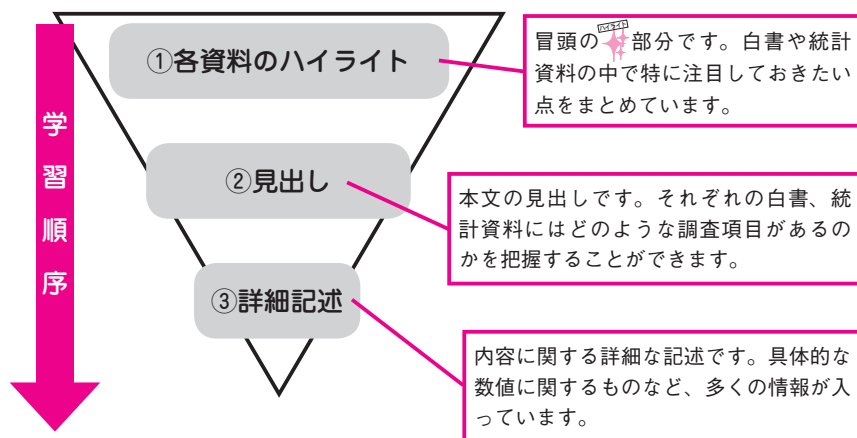 学習順序
①各資料のハイライト
冒頭の ハイライト 部分です。白書や統計
資料の中で特に注目しておきたい
点をまとめています。
②見出し
本文の見出しです。それぞれの白書、統
計資料にはどのような調査項目があるの
かを把握することができます。
③詳細記述
内容に関する詳細な記述です。具体的な
数値に関するものなど、多くの情報が入
っています。